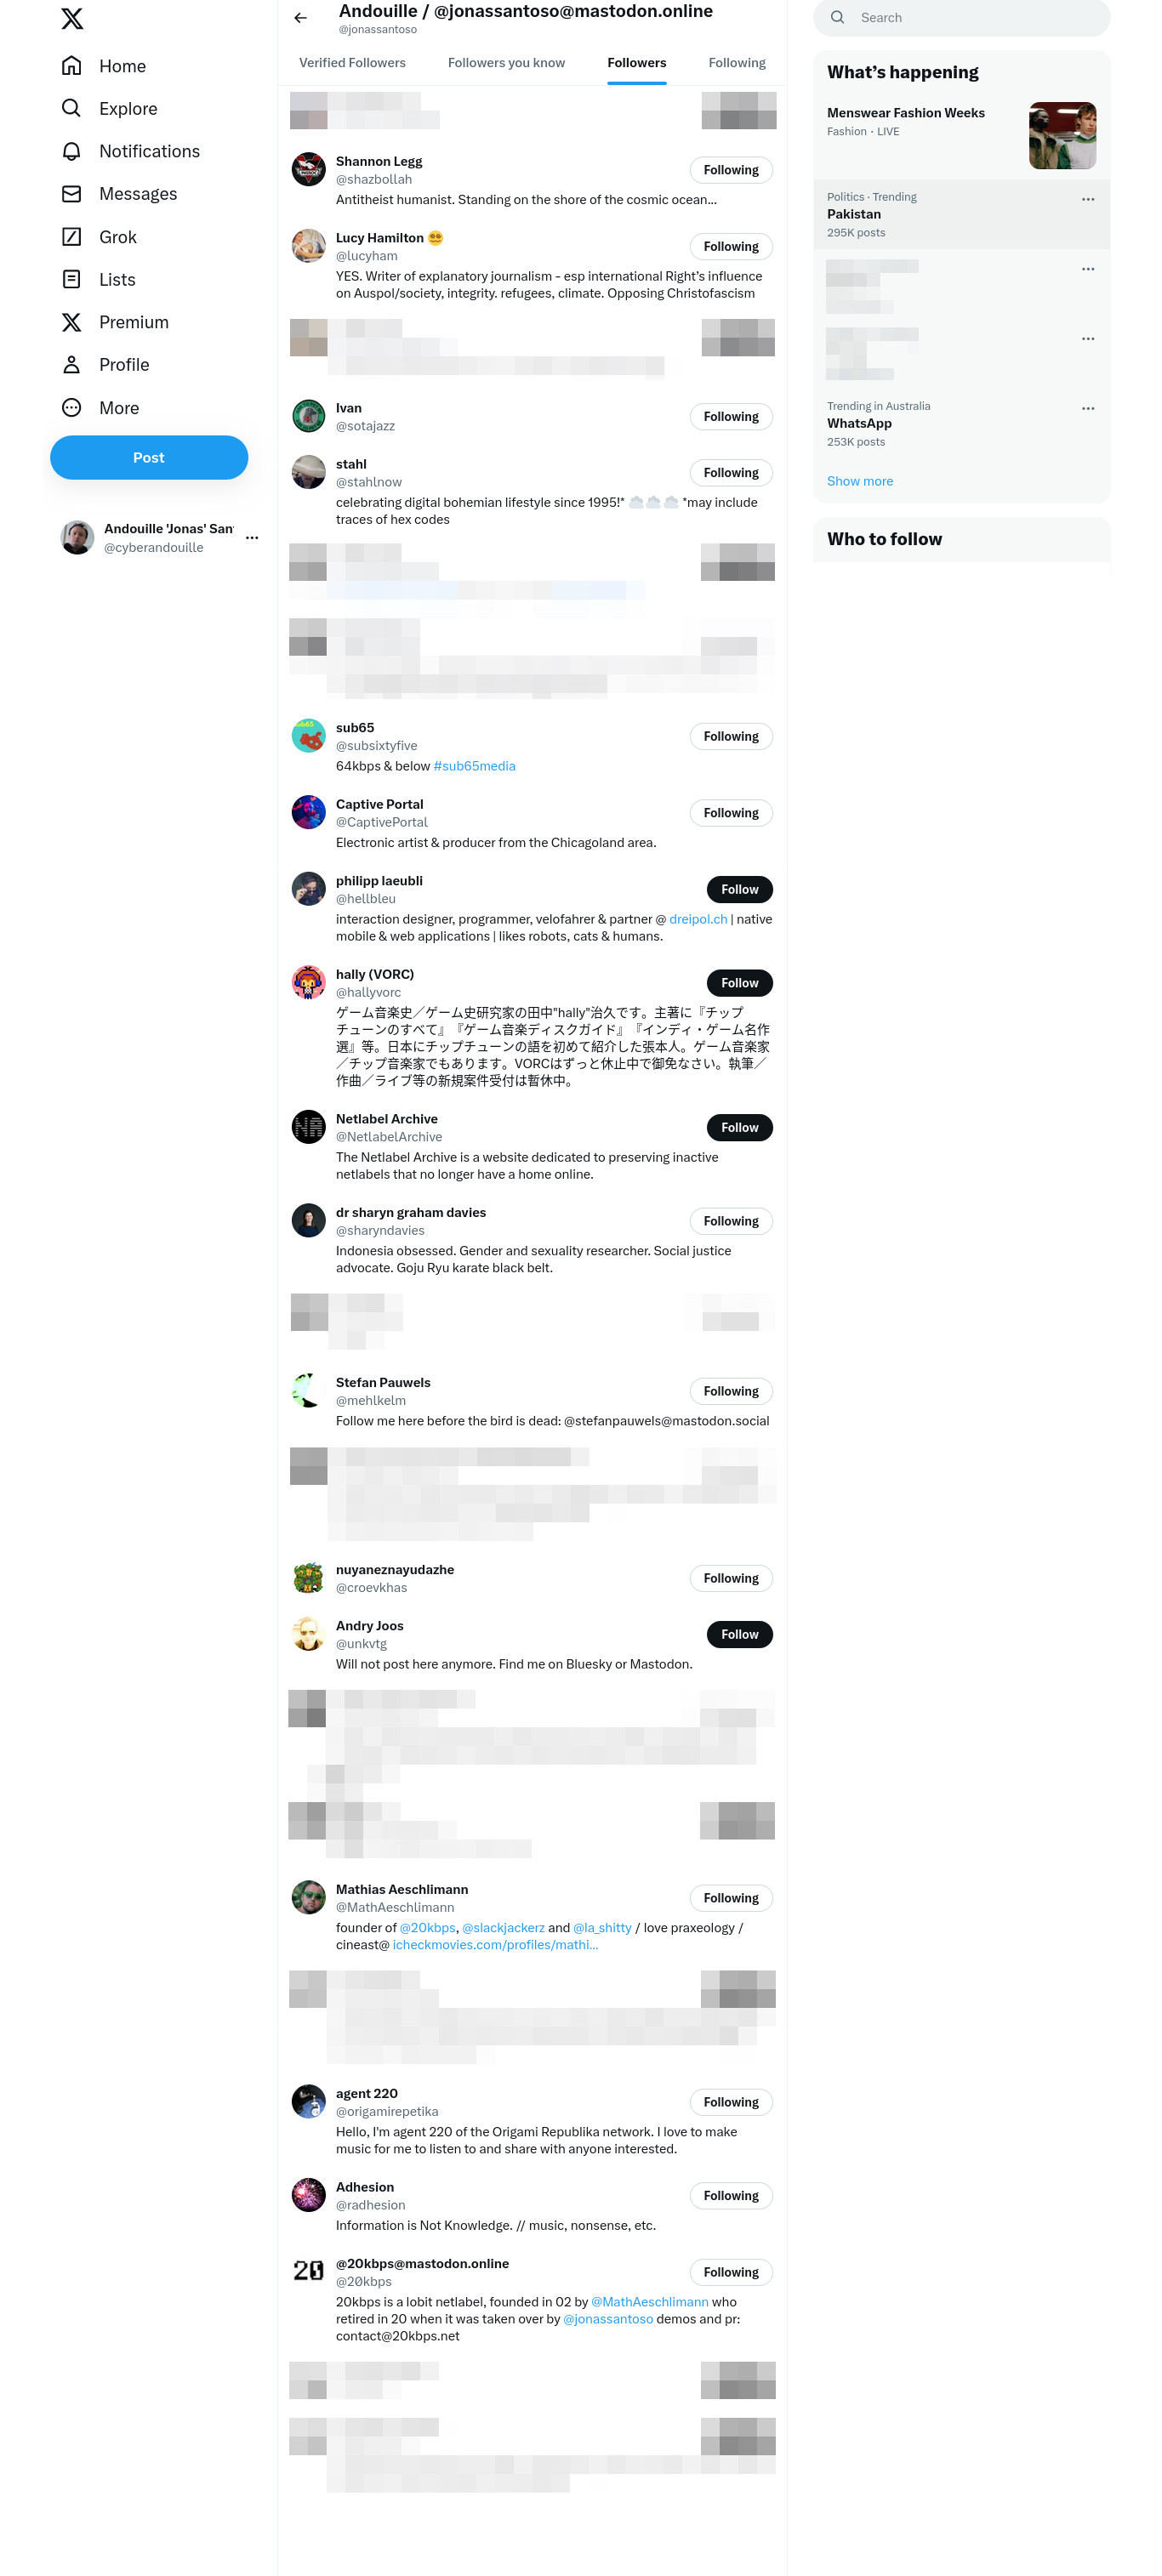 Home
Explore
Notifications
Messages
Grok
Lists
Premium
Profile
More
Post
Andouille 'Jonas' San
@cyberandouille
Andouille / @jonassantoso@mastodon.online
@jonassantoso
Verified Followers
Followers you know
Followers
Following
Shannon Legg
@shazbollah
Following
Antitheist humanist. Standing on the shore of the cosmic ocean...
Lucy Hamilton 😵‍💫
@lucyham
Following
YES. Writer of explanatory journalism - esp international Right's influence
on Auspol/society, integrity. refugees, climate. Opposing Christofascism
Ivan
@sotajazz
Following
stahl
@stahlnow
Following
celebrating digital bohemian lifestyle since 1995!* ☁️☁️☁️ *may include
traces of hex codes
sub65
@subsixtyfive
Following
64kbps & below #sub65media
Captive Portal
@CaptivePortal
Following
Electronic artist & producer from the Chicagoland area.
philipp laeubli
@hellbleu
Follow
interaction designer, programmer, velofahrer & partner @ dreipol.ch | native
mobile & web applications | likes robots, cats & humans.
hally (VORC)
@hallyvorc
Follow
ゲーム音楽史／ゲーム史研究家の田中"hally"治久です。主著に『チップ
チューンのすべて』『ゲーム音楽ディスクガイド』『インディ・ゲーム名作
選』等。日本にチップチューンの語を初めて紹介した張本人。ゲーム音楽家
／チップ音楽家でもあります。VORCはずっと休止中で御免なさい。執筆／
作曲／ライブ等の新規案件受付は暫休中。
Netlabel Archive
@NetlabelArchive
Follow
The Netlabel Archive is a website dedicated to preserving inactive
netlabels that no longer have a home online.
dr sharyn graham davies
@sharyndavies
Following
Indonesia obsessed. Gender and sexuality researcher. Social justice
advocate. Goju Ryu karate black belt.
Stefan Pauwels
@mehlkelm
Following
Follow me here before the bird is dead: @stefanpauwels@mastodon.social
nuyaneznayudazhe
@croevkhas
Following
Andry Joos
@unkvtg
Follow
Will not post here anymore. Find me on Bluesky or Mastodon.
Mathias Aeschlimann
@MathAeschlimann
Following
founder of @20kbps, @slackjackerz and @la_shitty / love praxeology /
cineast@ icheckmovies.com/profiles/mathi...
agent 220
@origamirepetika
Following
Hello, I'm agent 220 of the Origami Republika network. I love to make
music for me to listen to and share with anyone interested.
Adhesion
@radhesion
Following
Information is Not Knowledge. // music, nonsense, etc.
20
@20kbps@mastodon.online
@20kbps
Following
20kbps is a lobit netlabel, founded in 02 by @MathAeschlimann who
retired in 20 when it was taken over by @jonassantoso demos and pr:
contact@20kbps.net
Search
What's happening
Menswear Fashion Weeks
Fashion · LIVE
Politics · Trending
Pakistan
295K posts
Trending in Australia
WhatsApp
253K posts
Show more
Who to follow